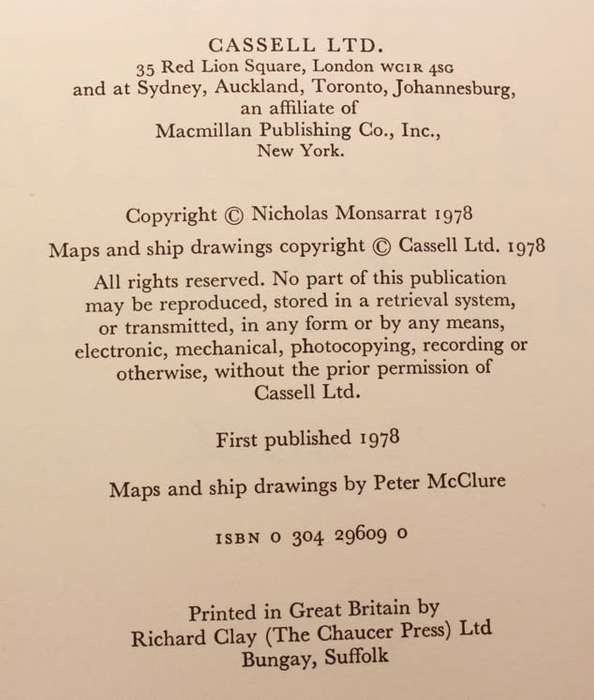 CASSELL LTD.
35 Red Lion Square, London WC1R 4SG
and at Sydney, Auckland, Toronto, Johannesburg,
an affiliate of
Macmillan Publishing Co., Inc.,
New York.
Copyright © Nicholas Monsarrat 1978
Maps and ship drawings copyright © Cassell Ltd. 1978
All rights reserved. No part of this publication
may be reproduced, stored in a retrieval system,
or transmitted, in any form or by any means,
electronic, mechanical, photocopying, recording or
otherwise, without the prior permission of
Cassell Ltd.
First published 1978
Maps and ship drawings by Peter McClure
ISBN 0 304 29609 0
Printed in Great Britain by
Richard Clay (The Chaucer Press) Ltd
Bungay, Suffolk